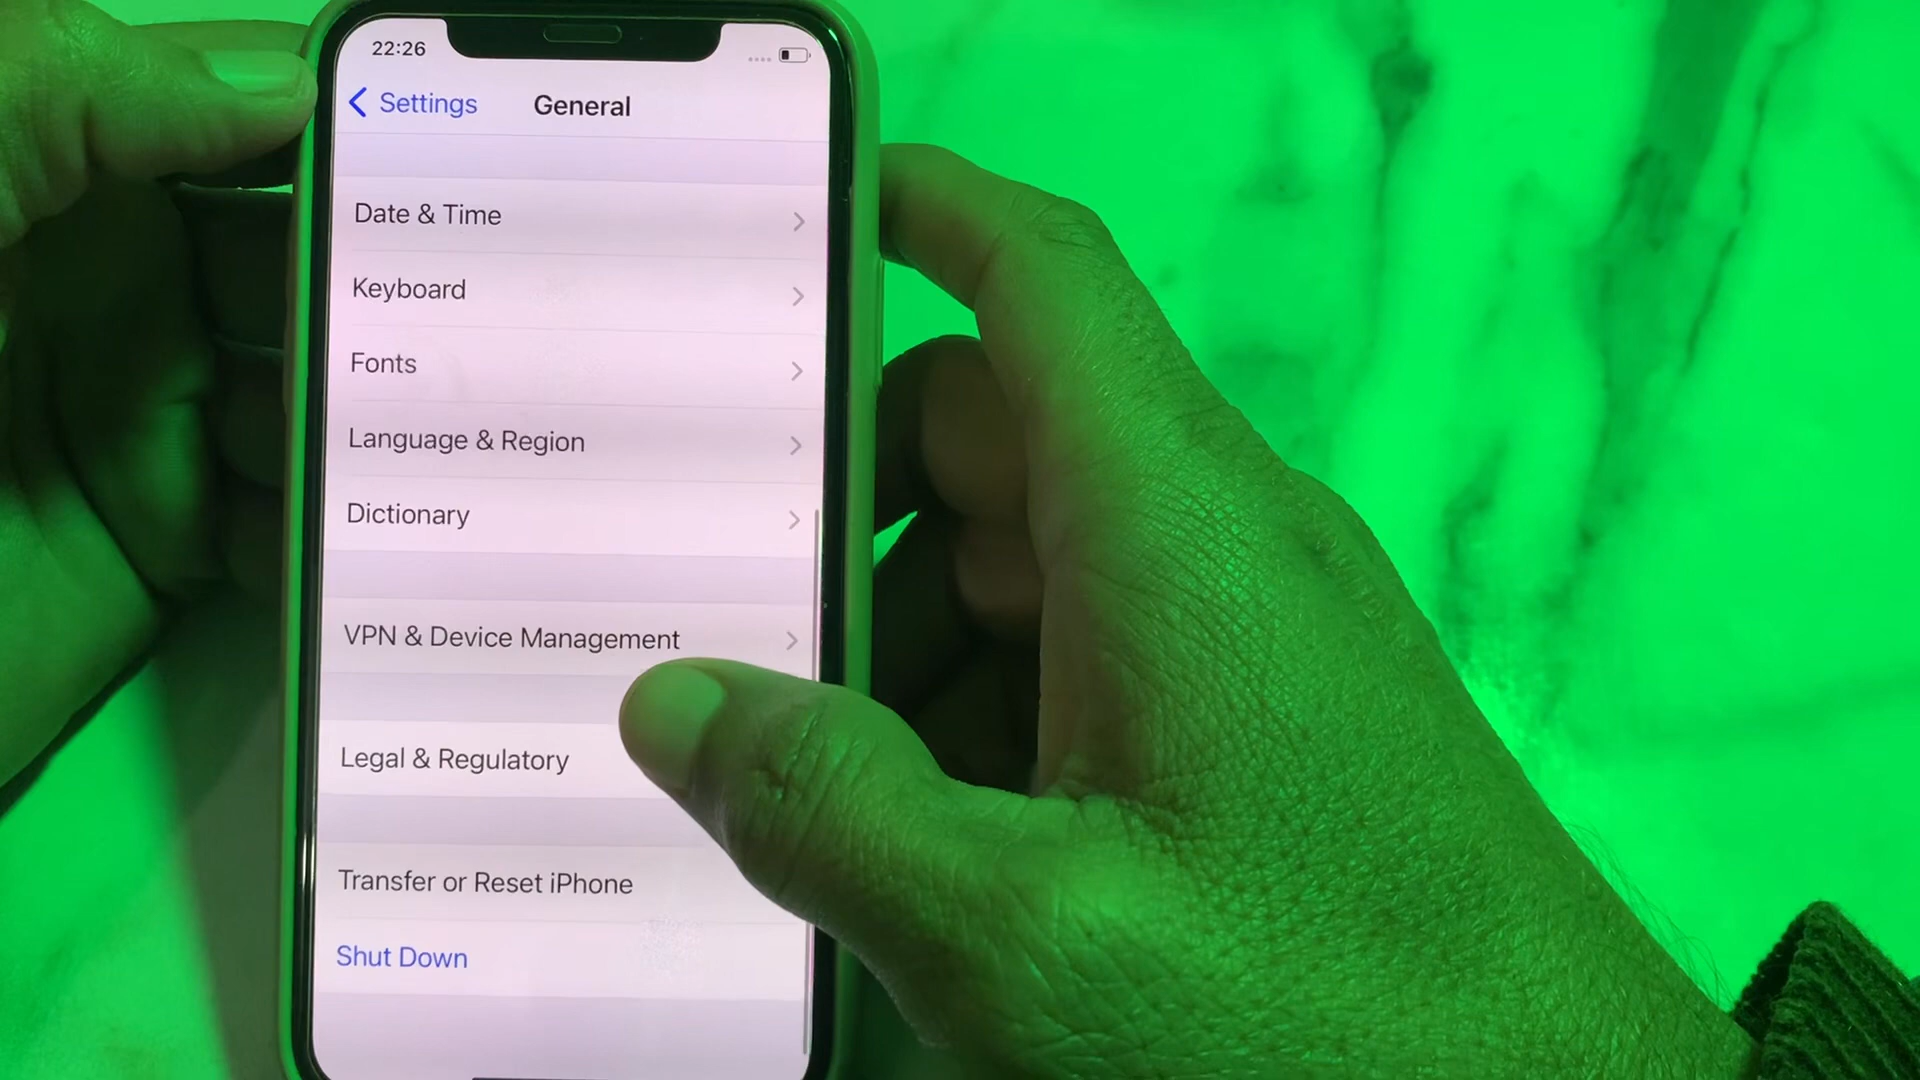 22:26
Settings
General
Date & Time
Keyboard
Fonts
Language & Region
Dictionary
VPN & Device Management
Legal & Regulatory
Transfer or Reset iPhone
Shut Down